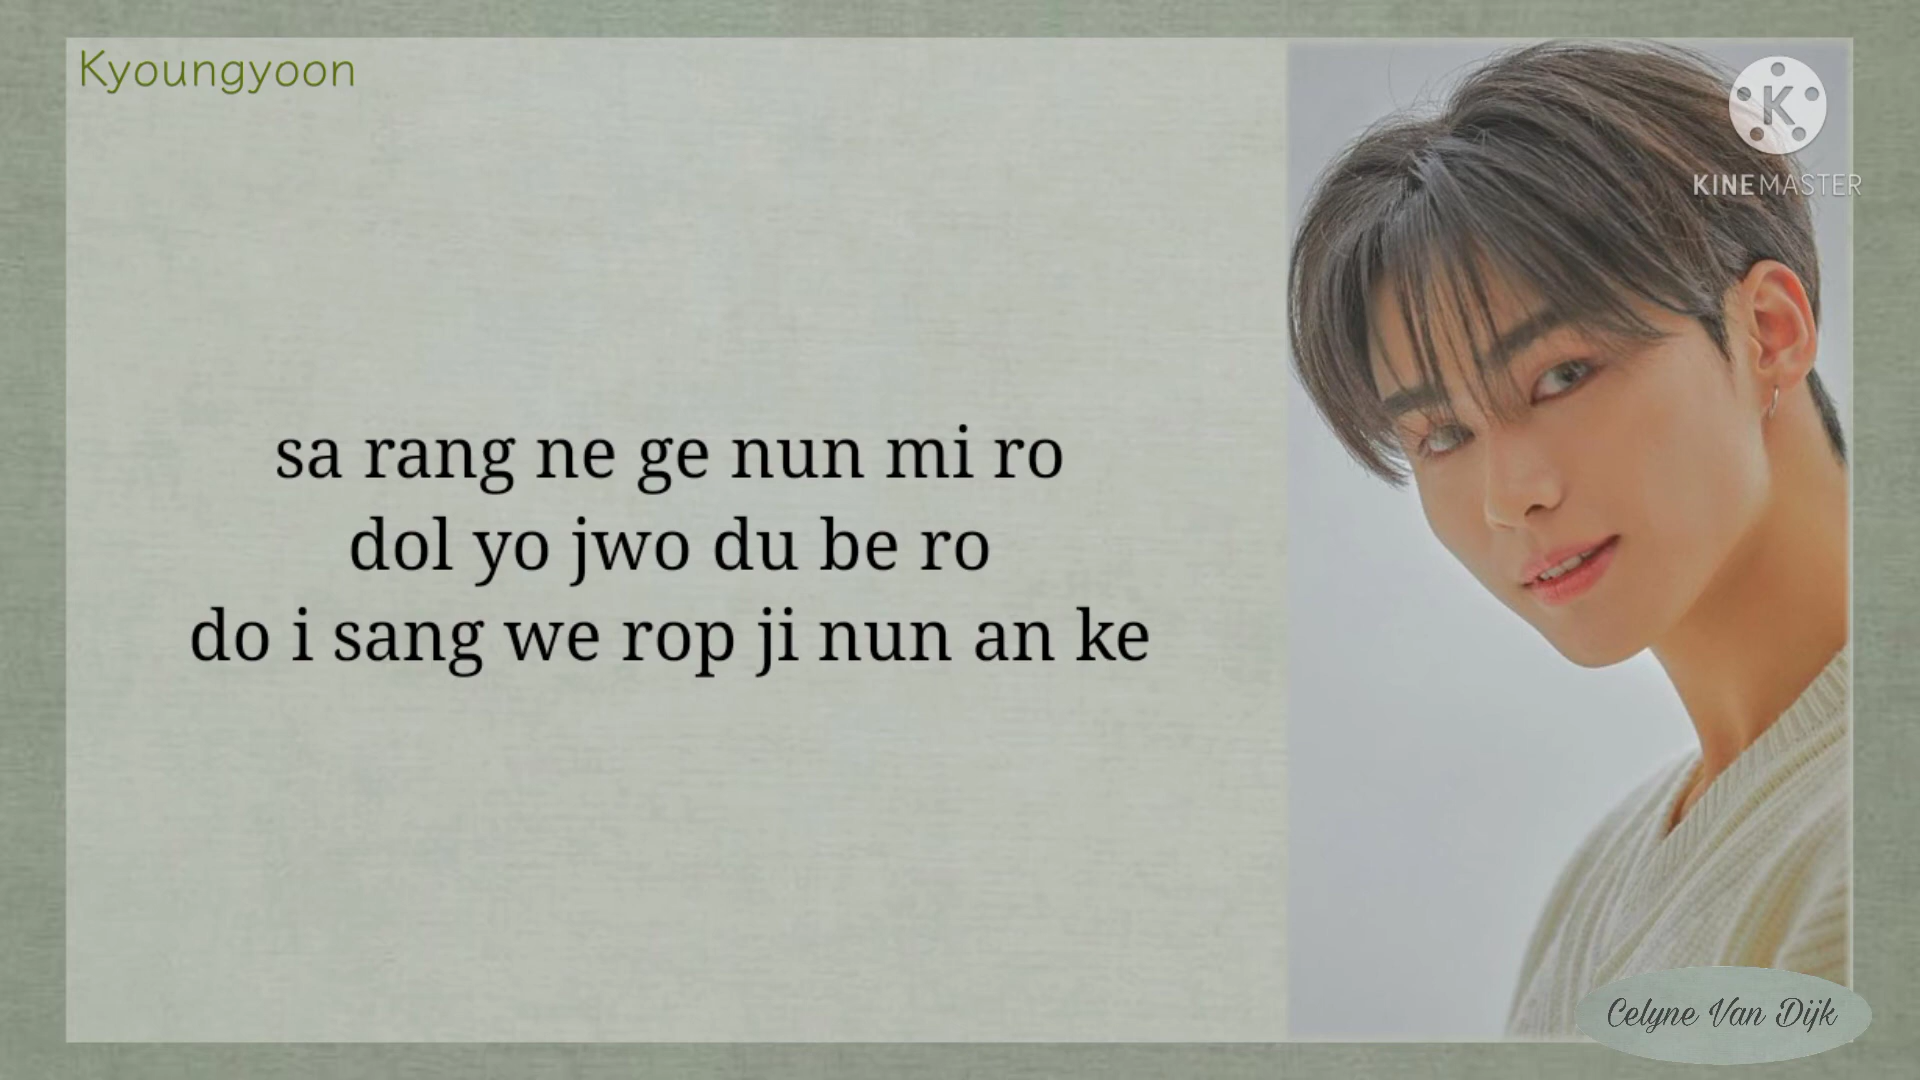 Kyoungyoon
K
KINEMASTER
sa rang ne ge nun mi ro
dol yo jwo du be ro
do i sang we rop ji nun an ke
Celyne Van Dijk